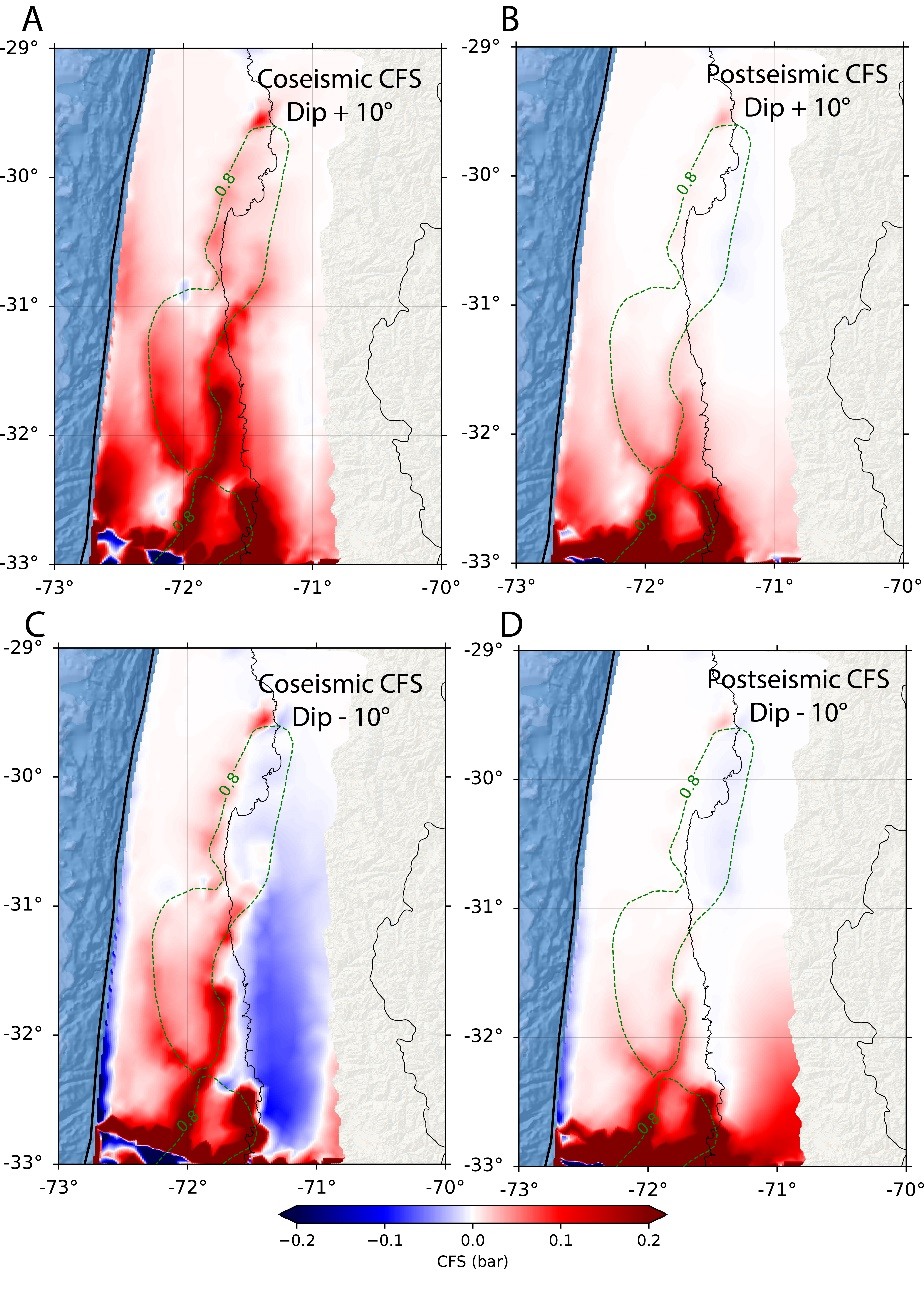 A
B
-29°
Coseismic CFS
Dip + 10°
-30°
0.8
-31°
-32°
0.8
-33°
-73° -72° -71° -70°
-29°
Postseismic CFS
Dip + 10°
-30°
0.8
-31°
-32°
0.8
-33°
-73° -72° -71° -70°
C
D
-29°
Coseismic CFS
Dip - 10°
-30°
0.8
-31°
-32°
0.8
-33°
-73° -72° -71° -70°
-29°
Postseismic CFS
Dip - 10°
-30°
0.8
-31°
-32°
0.8
-33°
-73° -72° -71° -70°
−0.2 −0.1 0.0 0.1 0.2
CFS (bar)